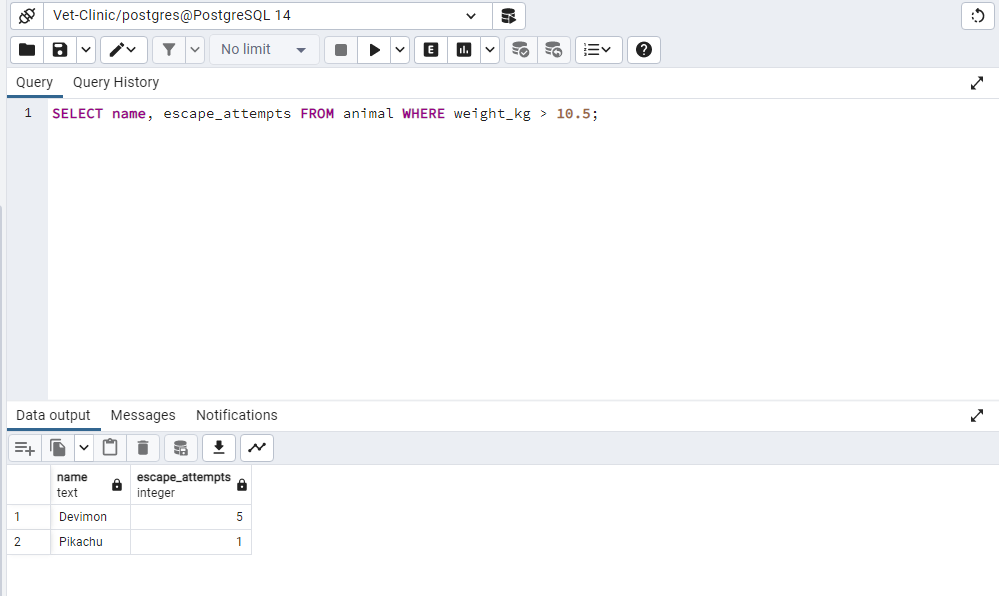 Vet-Clinic/postgres@PostgreSQL 14
No limit
E
Query Query History
1 SELECT name, escape_attempts FROM animal WHERE weight_kg > 10.5;
Data output Messages Notifications
name escape_attempts
text integer
1 Devimon 5
2 Pikachu 1